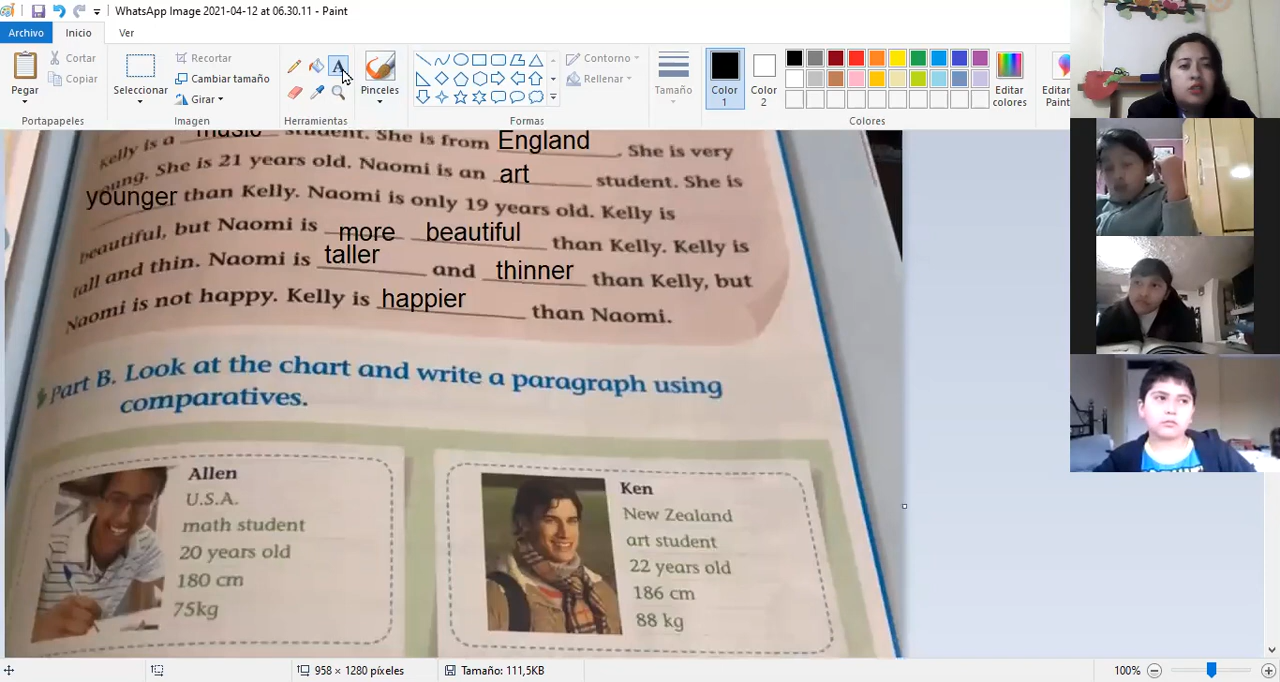 WhatsApp Image 2021-04-12 at 06.30.11 - Paint
Archivo Inicio Ver
Pegar
Cortar
Copiar
Portapapeles
Seleccionar
Recortar
Cambiar tamaño
Girar
Imagen
A
Herramientas
Pinceles
Contorno
Rellenar
Formas
Tamaño
Color 1
Color 2
Editar colores
Editar
Paint
Colores
Kelly is a music student. She is from England. She is very
young. She is 21 years old. Naomi is an art student. She is
younger than Kelly. Naomi is only 19 years old. Kelly is
beautiful, but Naomi is more beautiful than Kelly. Kelly is
tall and thin. Naomi is taller and thinner than Kelly, but
Naomi is not happy. Kelly is happier than Naomi.
Part B. Look at the chart and write a paragraph using
comparatives.
Allen
U.S.A.
math student
20 years old
180 cm
75kg
Ken
New Zealand
art student
22 years old
186 cm
88 kg
958 × 1280 píxeles
Tamaño: 111,5KB
100%